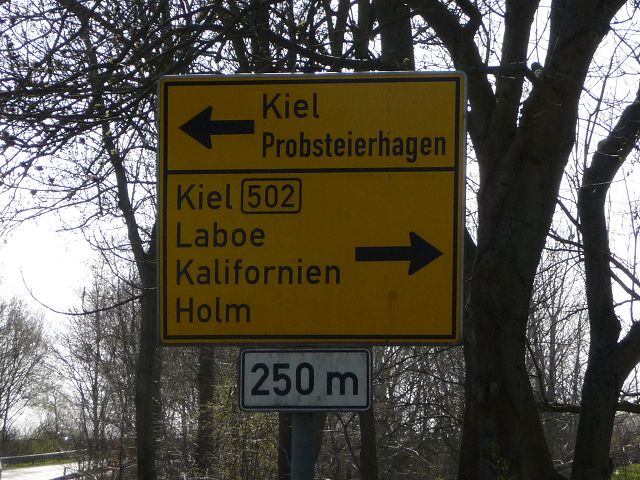 Kiel
Probsteierhagen
Kiel 502
Laboe
Kalifornien
Holm
250 m